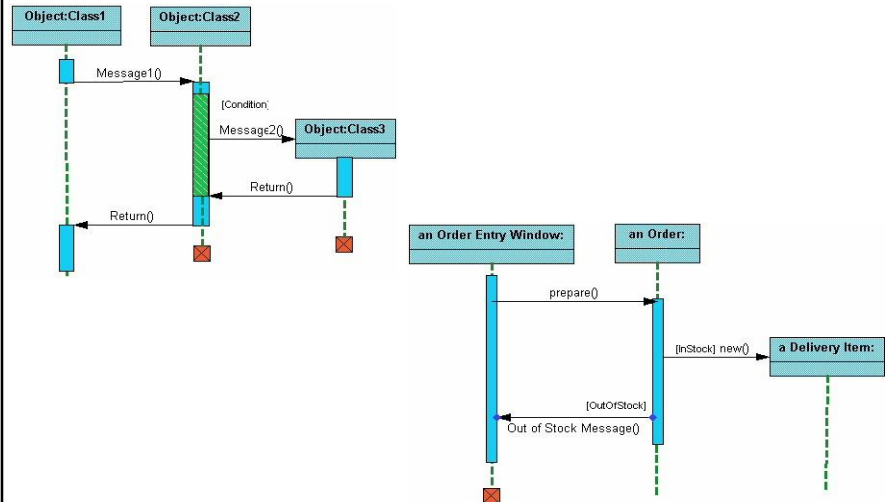 Object:Class1
Object:Class2
Message1()
[Condition]
Message2()
Object:Class3
Return()
Return()
an Order Entry Window:
an Order:
prepare()
[InStock] new()
a Delivery Item:
[OutOfStock]
Out of Stock Message()